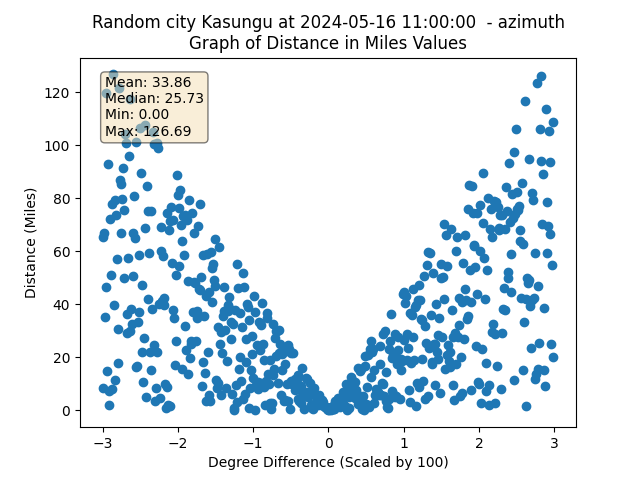 Random city Kasungu at 2024-05-16 11:00:00  - azimuth
Graph of Distance in Miles Values
Mean: 33.86
Median: 25.73
Min: 0.00
Max: 126.69
Distance (Miles)
120
100
80
60
40
20
0
−3
−2
−1
0
1
2
3
Degree Difference (Scaled by 100)